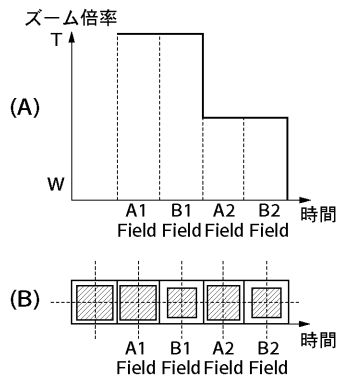 ズーム倍率
T
(A)
W
A1 B1 A2 B2
Field Field Field Field
時間
(B)
時間
A1 B1 A2 B2
Field Field Field Field